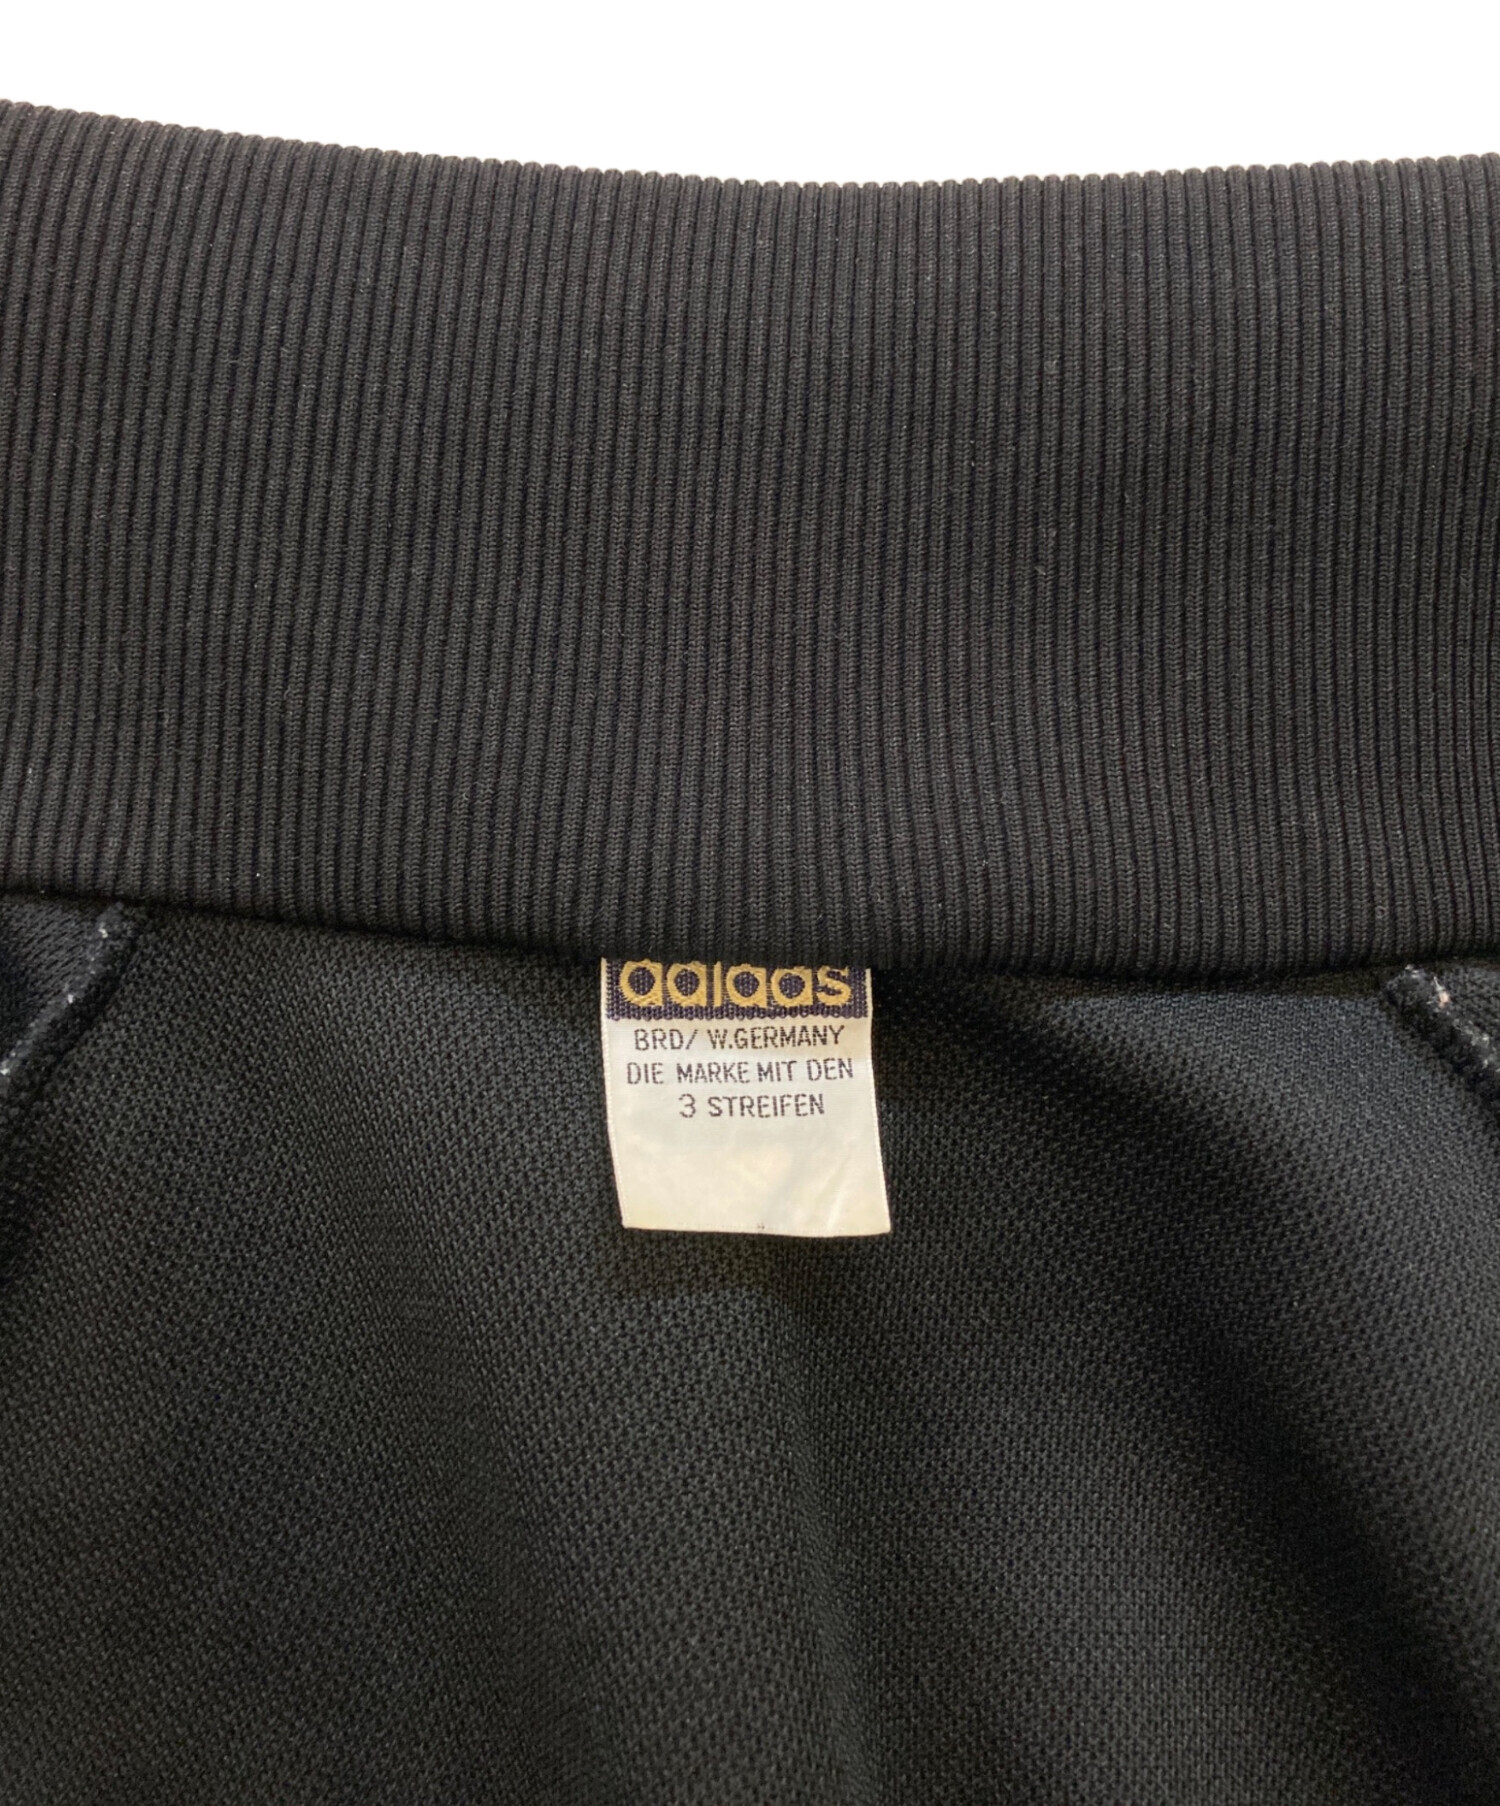 adidas
BRD/ W.GERMANY
DIE MARKE MIT DEN
3 STREIFEN